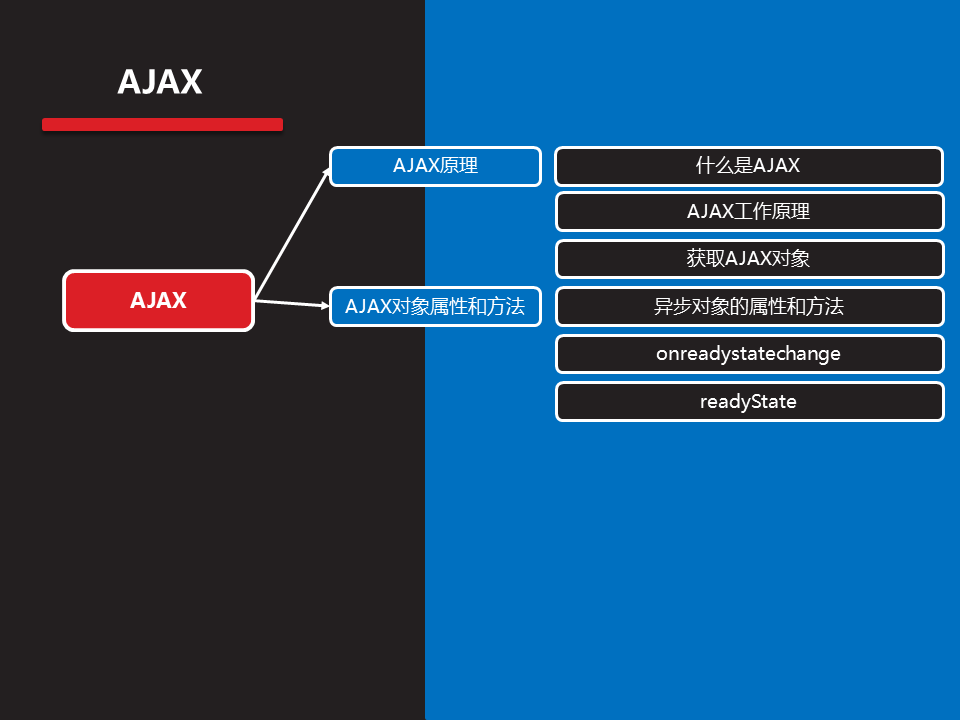 AJAX
AJAX原理
什么是AJAX
AJAX工作原理
获取AJAX对象
AJAX
AJAX对象属性和方法
异步对象的属性和方法
onreadystatechange
readyState